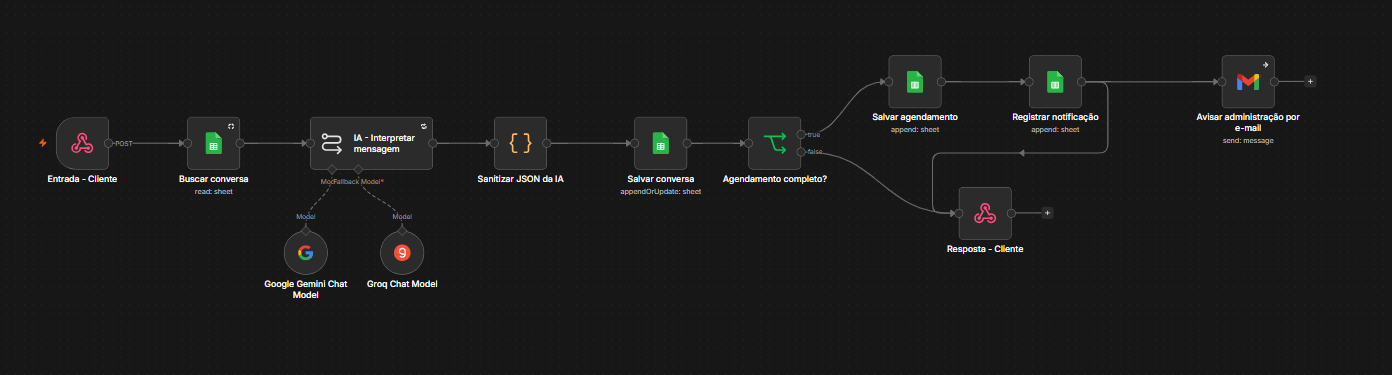 Entrada - Cliente
POST
Buscar conversa
read: sheet
IA - Interpretar
mensagem
Model
Fallback Model*
Model
Google Gemini Chat
Model
Model
Groq Chat Model
Sanitizar JSON da IA
Salvar conversa
appendOrUpdate: sheet
Agendamento completo?
true
false
Salvar agendamento
append: sheet
Registrar notificação
append: sheet
Avisar administração por
e-mail
send: message
Resposta - Cliente